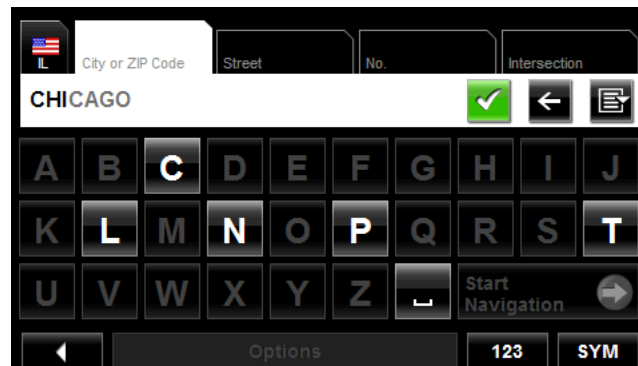 IL City or ZIP Code Street No. Intersection
CHICAGO
A B C D E F G H I J
K L M N O P Q R S T
U V W X Y Z Start Navigation
Options 123 SYM